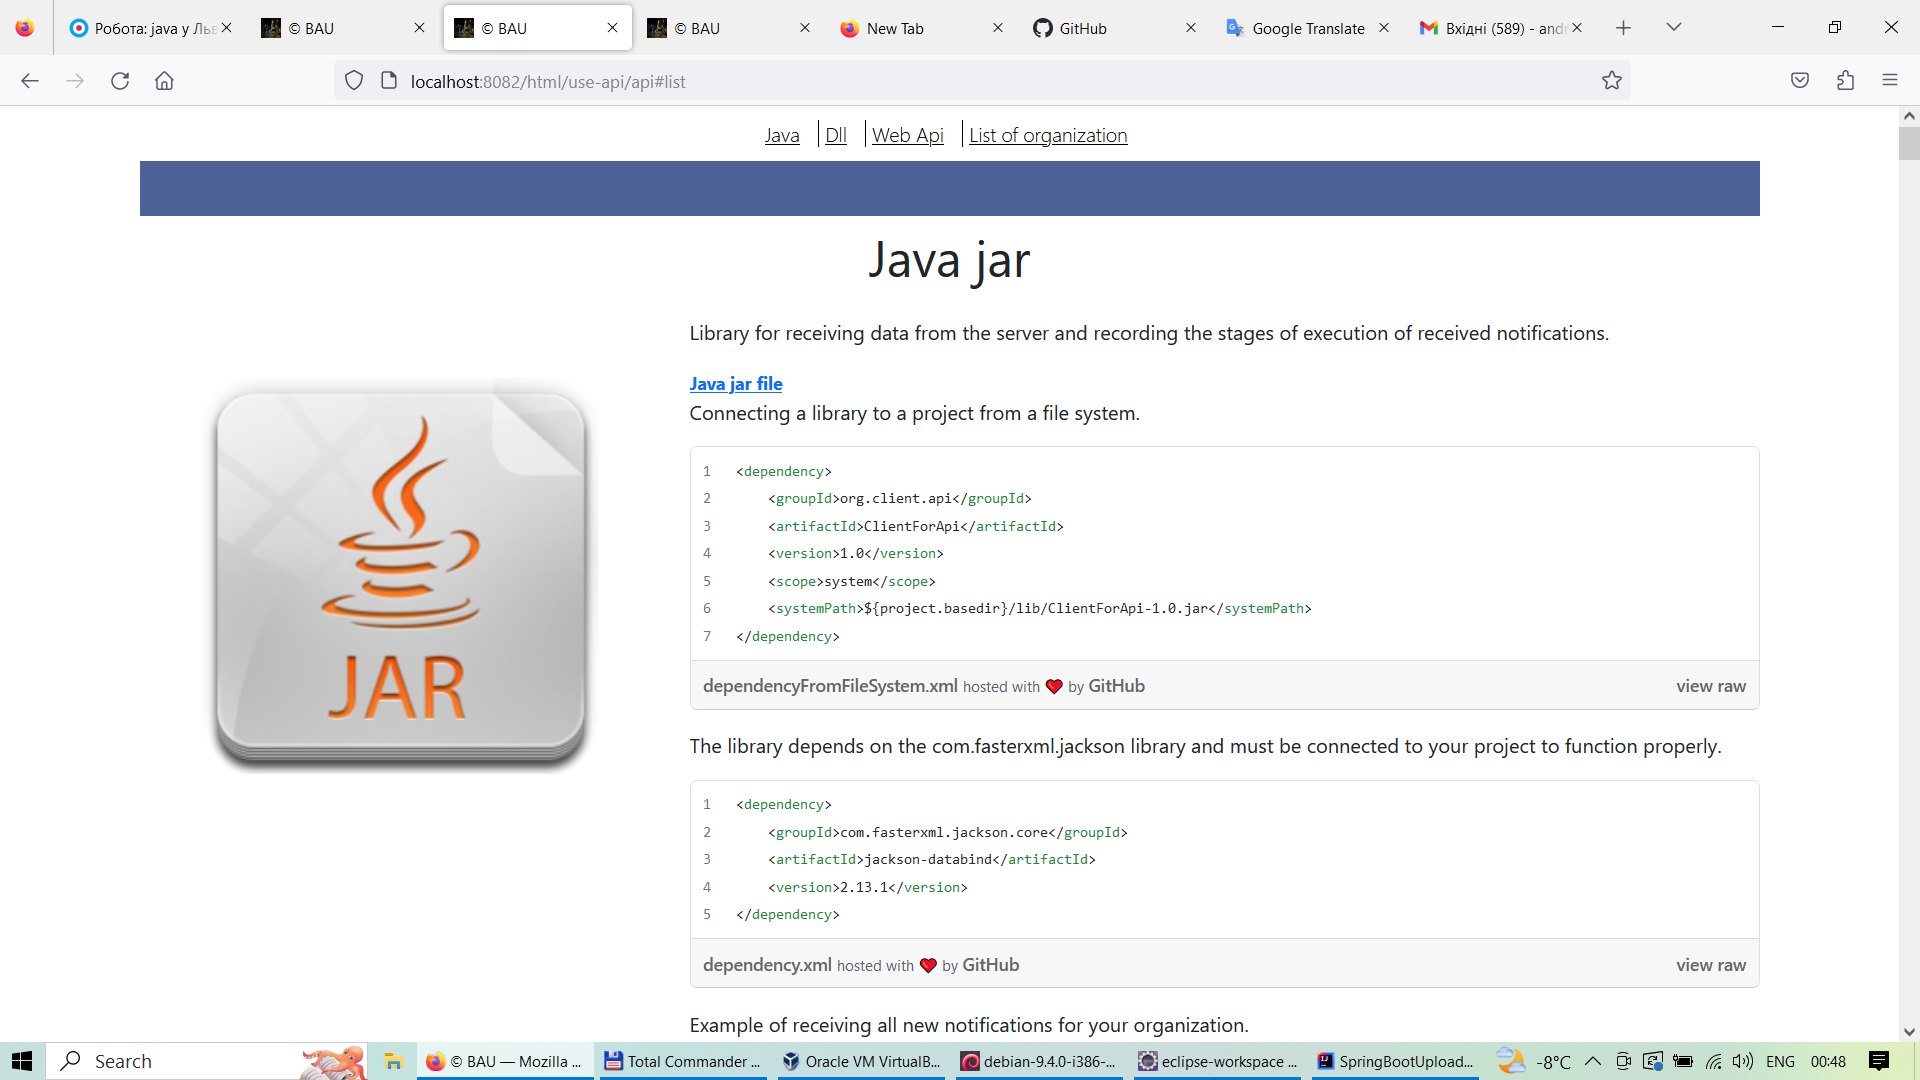 Робота: java у Льв
© BAU
© BAU
© BAU
New Tab
GitHub
Google Translate
Вхідні (589) - andr
localhost:8082/html/use-api/api#list
Java Dll Web Api List of organization
Java jar
Library for receiving data from the server and recording the stages of execution of received notifications.
Java jar file
Connecting a library to a project from a file system.
1 <dependency>
2 <groupId>org.client.api</groupId>
3 <artifactId>ClientForApi</artifactId>
4 <version>1.0</version>
5 <scope>system</scope>
6 <systemPath>${project.basedir}/lib/ClientForApi-1.0.jar</systemPath>
7 </dependency>
dependencyFromFileSystem.xml hosted with ❤ by GitHub view raw
JAR
The library depends on the com.fasterxml.jackson library and must be connected to your project to function properly.
1 <dependency>
2 <groupId>com.fasterxml.jackson.core</groupId>
3 <artifactId>jackson-databind</artifactId>
4 <version>2.13.1</version>
5 </dependency>
dependency.xml hosted with ❤ by GitHub view raw
Example of receiving all new notifications for your organization.
Search
© BAU — Mozilla ...
Total Commander ...
Oracle VM VirtualB...
debian-9.4.0-i386-...
eclipse-workspace ...
SpringBootUpload...
-8°C
ENG
00:48